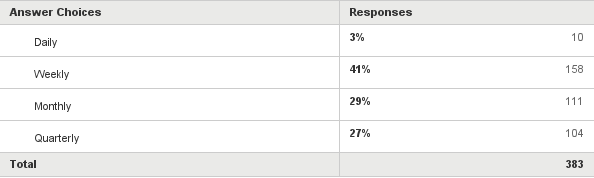 Answer Choices Responses
Daily 3% 10
Weekly 41% 158
Monthly 29% 111
Quarterly 27% 104
Total 383